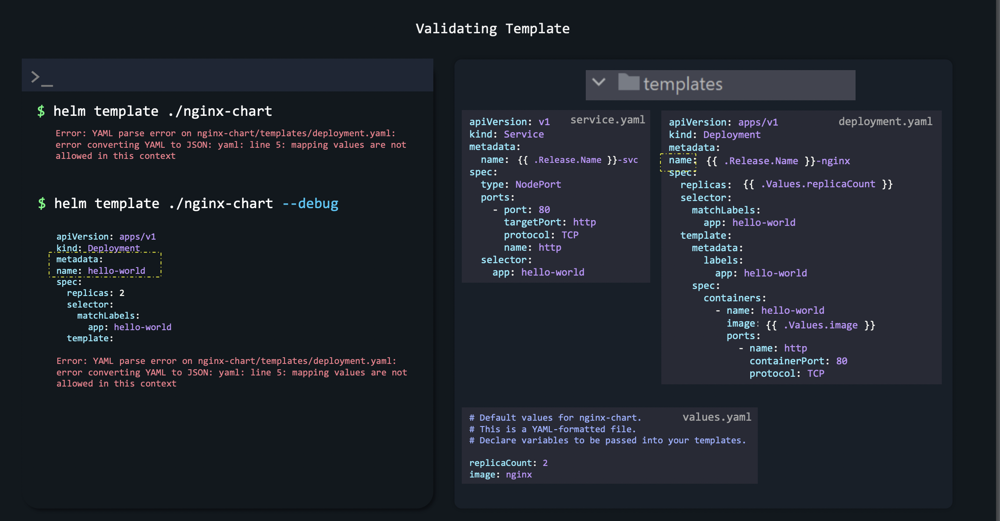 Validating Template
>_
$ helm template ./nginx-chart
Error: YAML parse error on nginx-chart/templates/deployment.yaml:
error converting YAML to JSON: yaml: line 5: mapping values are not
allowed in this context
$ helm template ./nginx-chart --debug
apiVersion: apps/v1
kind: Deployment
metadata:
name: hello-world
spec:
  replicas: 2
  selector:
    matchLabels:
      app: hello-world
  template:
Error: YAML parse error on nginx-chart/templates/deployment.yaml:
error converting YAML to JSON: yaml: line 5: mapping values are not
allowed in this context
templates
service.yaml
apiVersion: v1
kind: Service
metadata:
  name: {{ .Release.Name }}-svc
spec:
  type: NodePort
  ports:
    - port: 80
      targetPort: http
      protocol: TCP
      name: http
  selector:
    app: hello-world
deployment.yaml
apiVersion: apps/v1
kind: Deployment
metadata:
name: {{ .Release.Name }}-nginx
spec:
  replicas: {{ .Values.replicaCount }}
  selector:
    matchLabels:
      app: hello-world
  template:
    metadata:
      labels:
        app: hello-world
    spec:
      containers:
        - name: hello-world
          image: {{ .Values.image }}
          ports:
            - name: http
              containerPort: 80
              protocol: TCP
values.yaml
# Default values for nginx-chart.
# This is a YAML-formatted file.
# Declare variables to be passed into your templates.
replicaCount: 2
image: nginx